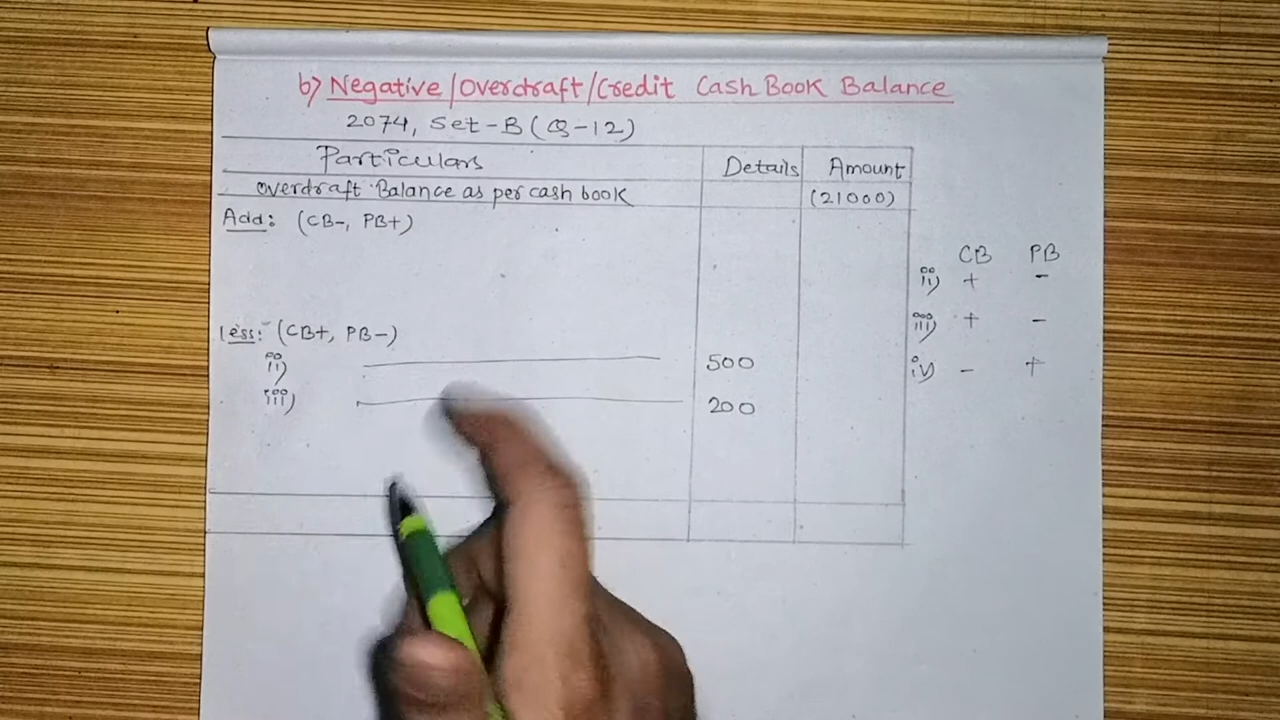 b) Negative/Overdraft/Credit Cash Book Balance
2074, Set-B (Q-12)
Particulars Details Amount
Overdraft Balance as per cash book (21000)
Add: (CB-, PB+)
CB PB
ii) + -
iii) + -
Less: (CB+, PB-)
ii) 500
iv) - +
iii) 200